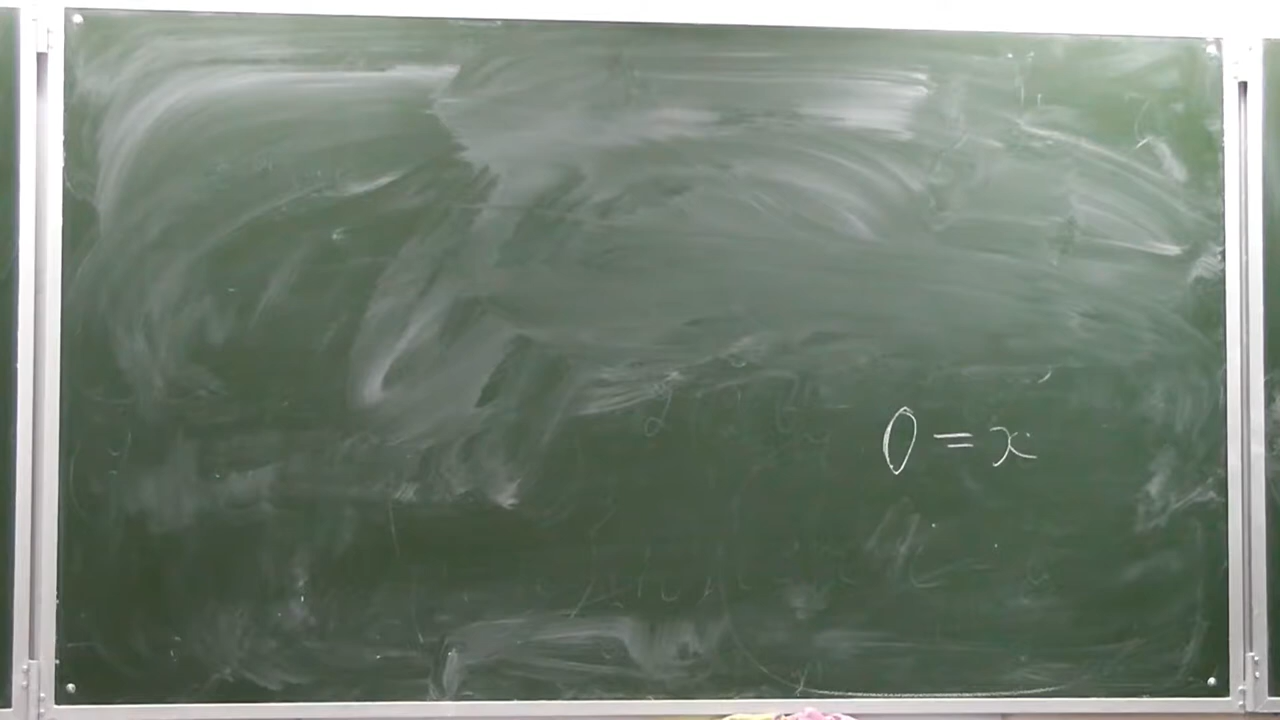 0 = x